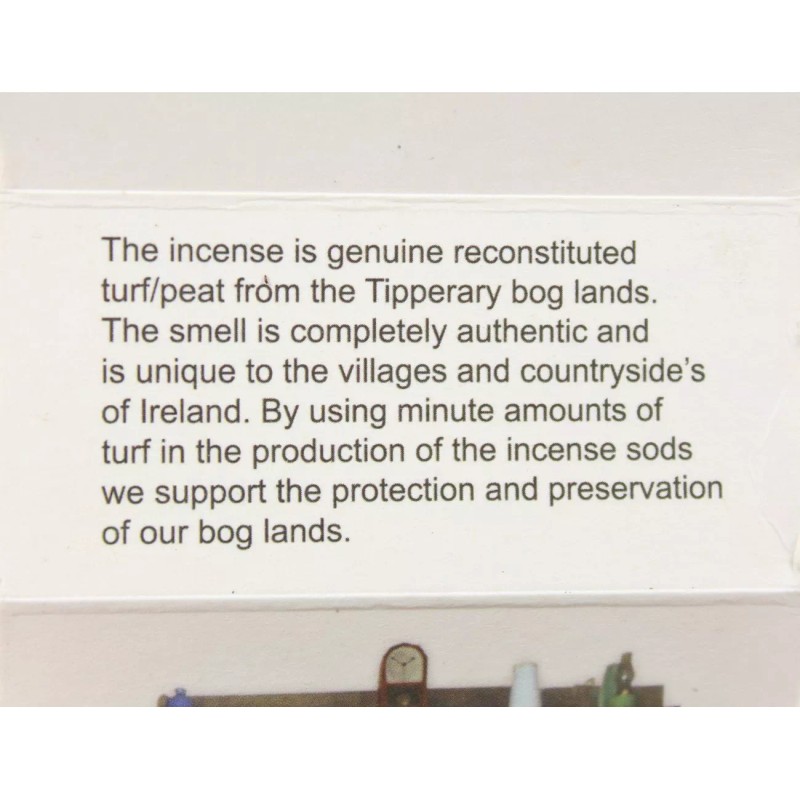 The incense is genuine reconstituted
turf/peat from the Tipperary bog lands.
The smell is completely authentic and
is unique to the villages and countryside's
of Ireland. By using minute amounts of
turf in the production of the incense sods
we support the protection and preservation
of our bog lands.